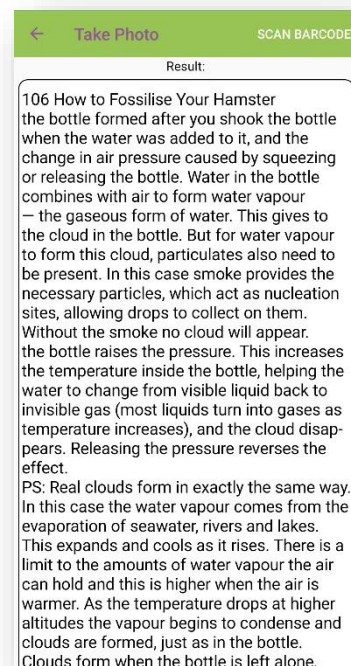 ← Take Photo SCAN BARCODE
Result:
106 How to Fossilise Your Hamster
the bottle formed after you shook the bottle
when the water was added to it, and the
change in air pressure caused by squeezing
or releasing the bottle. Water in the bottle
combines with air to form water vapour
— the gaseous form of water. This gives to
the cloud in the bottle. But for water vapour
to form this cloud, particulates also need to
be present. In this case smoke provides the
necessary particles, which act as nucleation
sites, allowing drops to collect on them.
Without the smoke no cloud will appear.
the bottle raises the pressure. This increases
the temperature inside the bottle, helping the
water to change from visible liquid back to
invisible gas (most liquids turn into gases as
temperature increases), and the cloud disap-
pears. Releasing the pressure reverses the
effect.
PS: Real clouds form in exactly the same way.
In this case the water vapour comes from the
evaporation of seawater, rivers and lakes.
This expands and cools as it rises. There is a
limit to the amounts of water vapour the air
can hold and this is higher when the air is
warmer. As the temperature drops at higher
altitudes the vapour begins to condense and
clouds are formed, just as in the bottle.
Clouds form when the bottle is left alone.